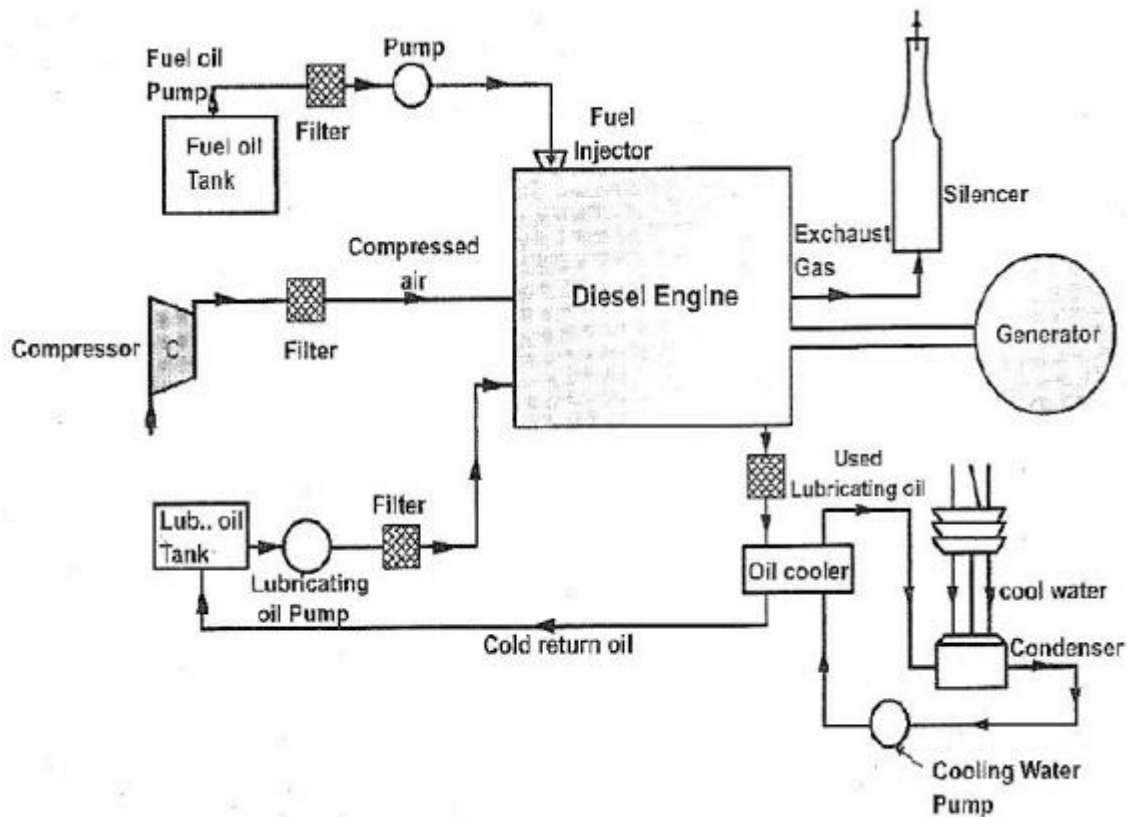 Pump
Fuel oil
Pump
Filter
Fuel oil
Tank
Fuel
Injector
Silencer
Exchaust
Gas
Compressed
air
Diesel Engine
Generator
Compressor
C
Filter
Used
Lubricating oil
Filter
Lub.. oil
Tank
Lubricating
oil Pump
Oil cooler
cool water
Cold return oil
Condenser
Cooling Water
Pump